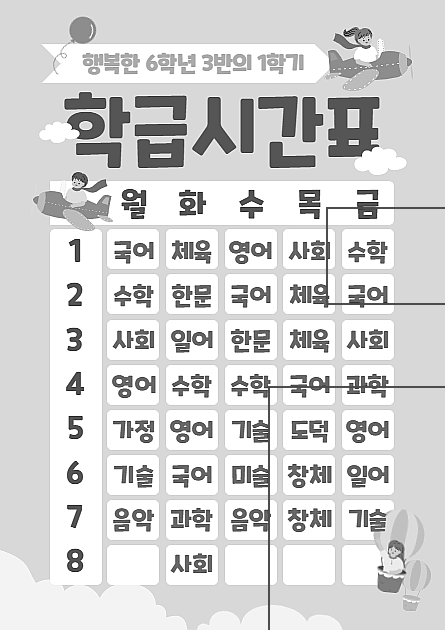 행복한 6학년 3반의 1학기
학급시간표
월 화 수 목 금
1 국어 체육 영어 사회 수학
2 수학 한문 국어 체육 국어
3 사회 일어 한문 체육 사회
4 영어 수학 수학 국어 과학
5 가정 영어 기술 도덕 영어
6 기술 국어 미술 창체 일어
7 음악 과학 음악 창체 기술
8 사회